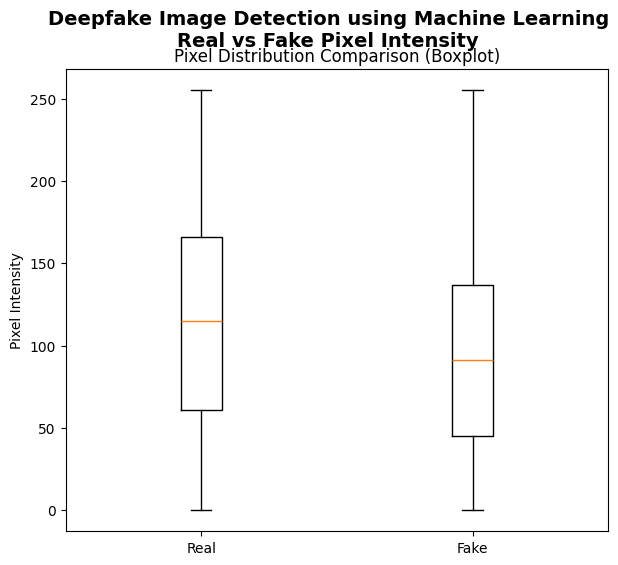 Deepfake Image Detection using Machine Learning
Real vs Fake Pixel Intensity
Pixel Distribution Comparison (Boxplot)
250
200
150
100
50
0
Pixel Intensity
Real
Fake